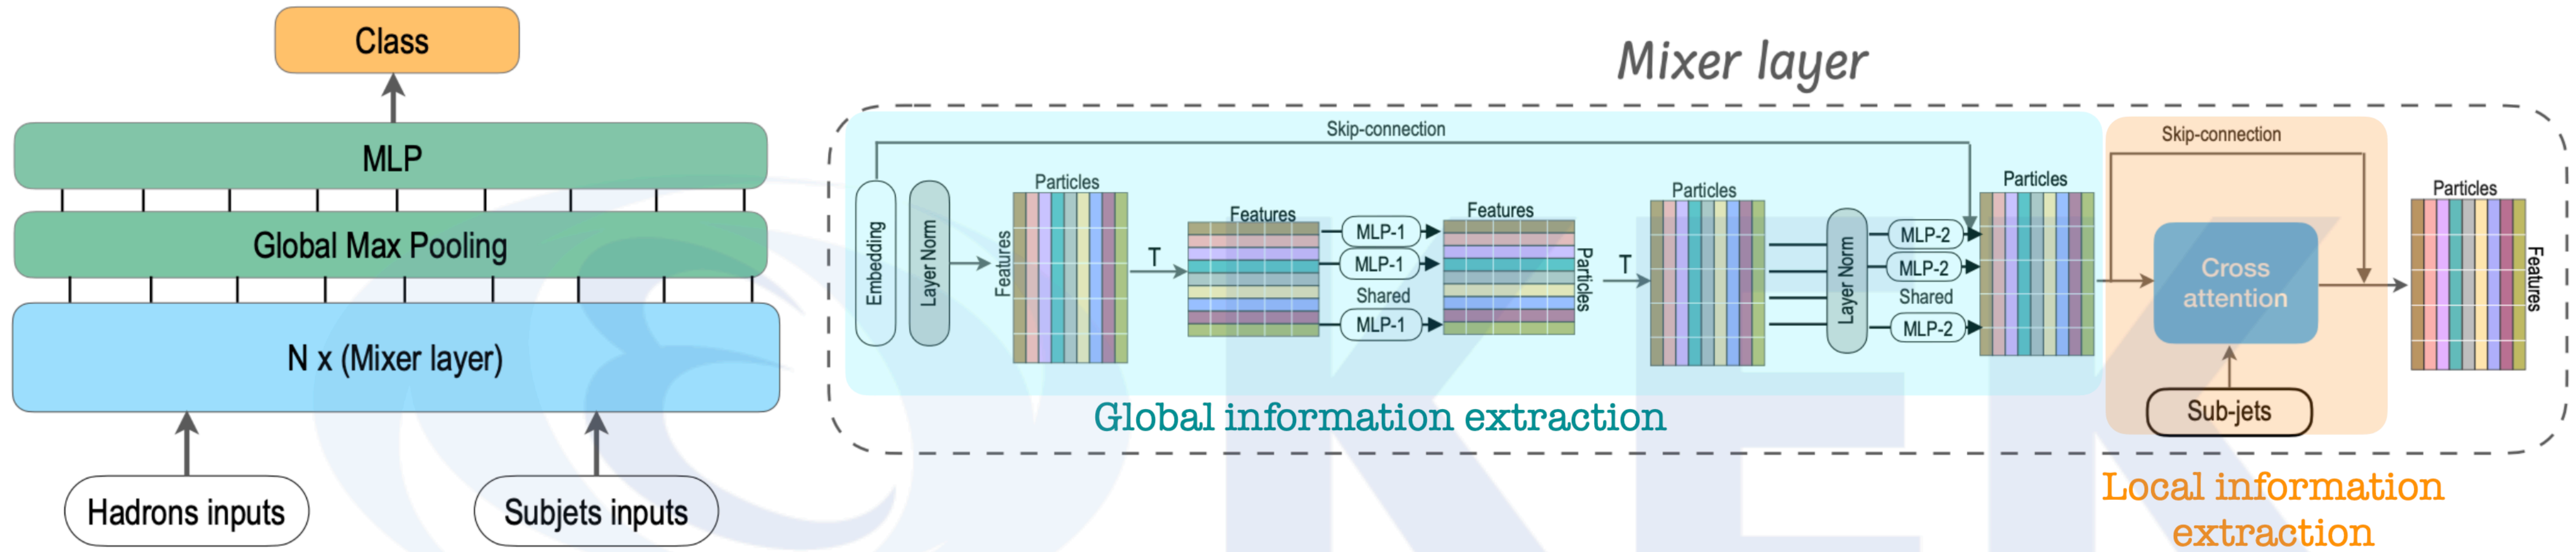 Class
MLP
Global Max Pooling
N x (Mixer layer)
Hadrons inputs
Subjets inputs
Mixer layer
Skip-connection
Embedding
Layer Norm
Features
Particles
T
Features
MLP-1
MLP-1
Shared
MLP-1
Features
Particles
T
Particles
Layer Norm
MLP-2
MLP-2
Shared
MLP-2
Particles
Global information extraction
Skip-connection
Cross
attention
Sub-jets
Particles
Features
Local information
extraction
KEK